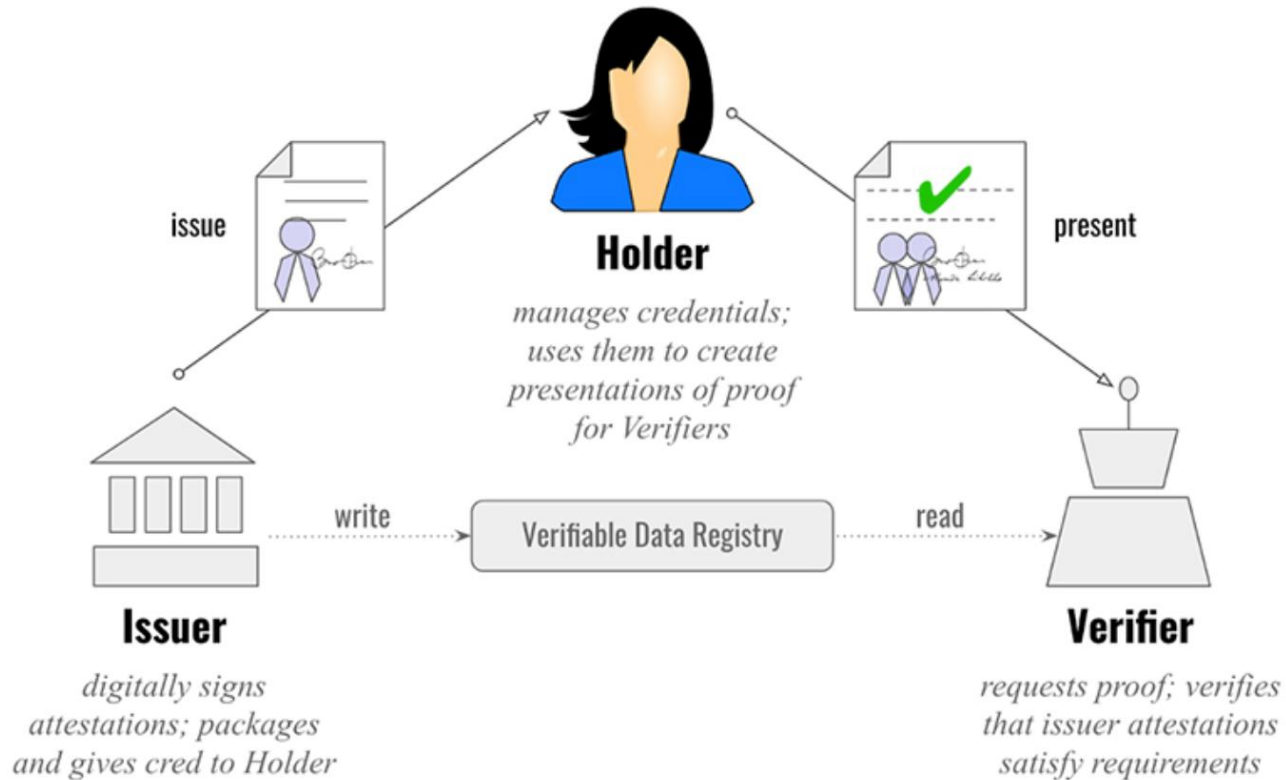 issue
present
Holder
manages credentials;
uses them to create
presentations of proof
for Verifiers
write
Verifiable Data Registry
read
Issuer
digitally signs
attestations; packages
and gives cred to Holder
Verifier
requests proof; verifies
that issuer attestations
satisfy requirements